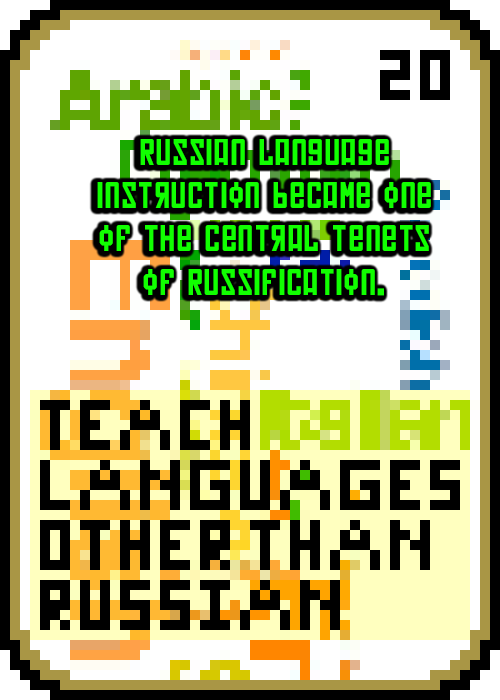 20
Arabic:
RUSSIAN LANGUAGE
INSTRUCTION BECAME ONE
OF THE CENTRAL TENETS
OF RUSSIFICATION.
TEACH
LANGUAGES
OTHER THAN
RUSSIAN